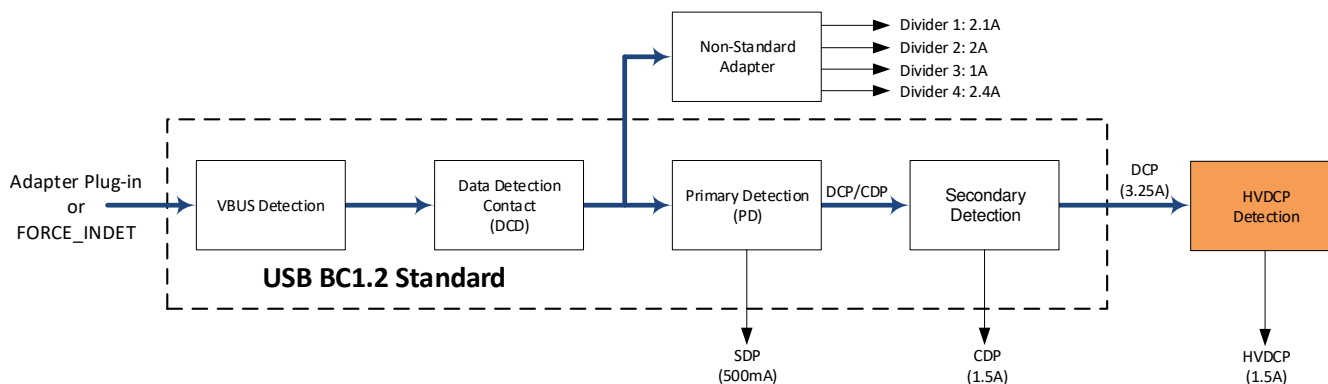 Non-Standard
Adapter
Divider 1: 2.1A
Divider 2: 2A
Divider 3: 1A
Divider 4: 2.4A
Adapter Plug-in
or
FORCE_INDET
VBUS Detection
Data Detection
Contact
(DCD)
Primary Detection
(PD)
DCP/CDP
Secondary
Detection
DCP
(3.25A)
HVDCP
Detection
USB BC1.2 Standard
SDP
(500mA)
CDP
(1.5A)
HVDCP
(1.5A)